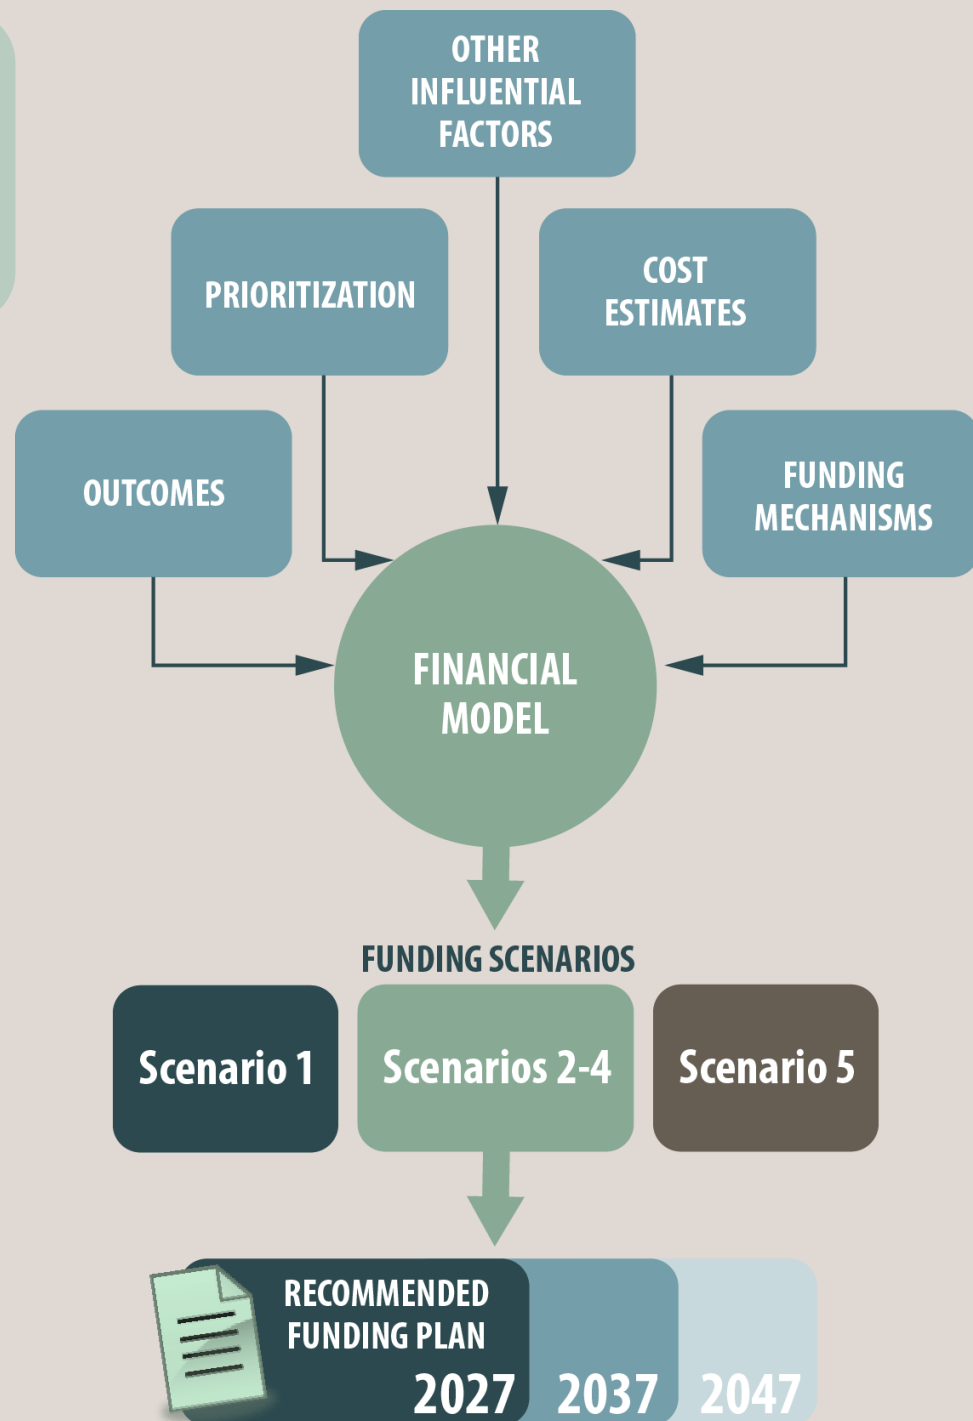 OTHER
INFLUENTIAL
FACTORS
PRIORITIZATION
COST
ESTIMATES
OUTCOMES
FUNDING
MECHANISMS
FINANCIAL
MODEL
FUNDING SCENARIOS
Scenario 1
Scenarios 2-4
Scenario 5
RECOMMENDED
FUNDING PLAN
2027 2037 2047